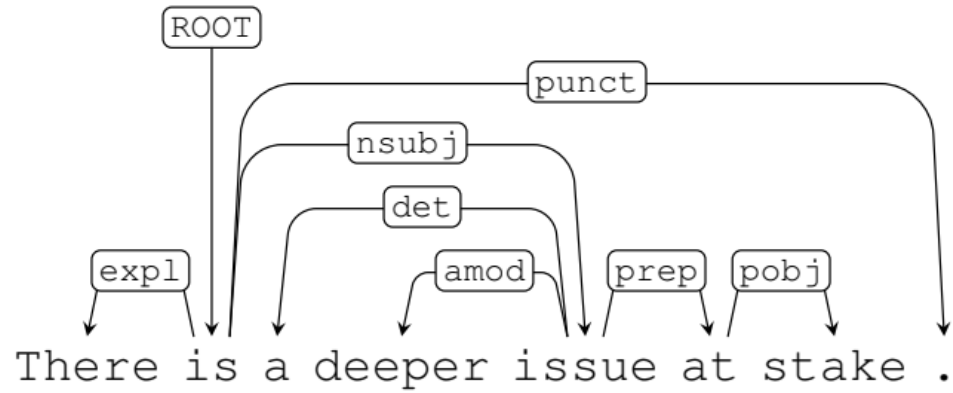 ROOT
punct
nsubj
det
expl amod prep pobj
There is a deeper issue at stake .